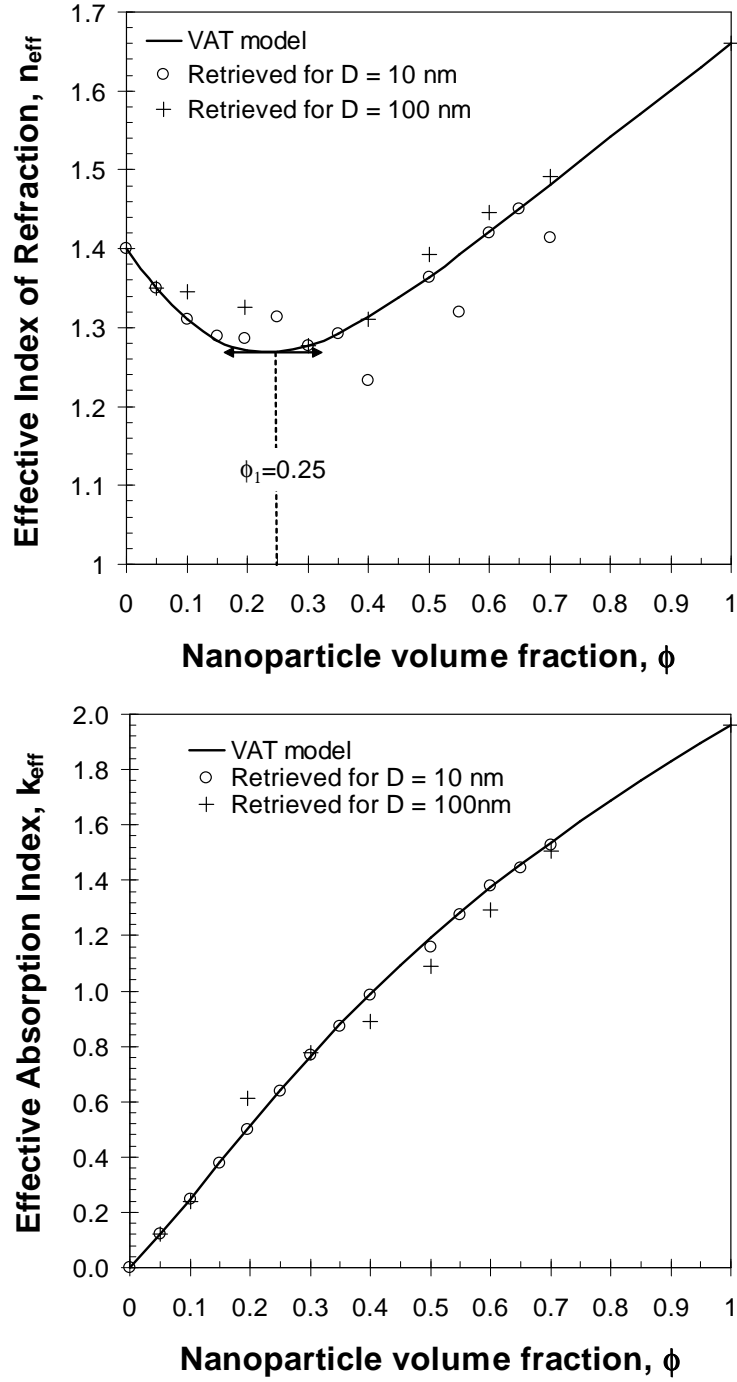 Effective Index of Refraction, n_eff
1.7
1.6
1.5
1.4
1.3
1.2
1.1
1
VAT model
Retrieved for D = 10 nm
Retrieved for D = 100 nm
ϕ₁=0.25
0 0.1 0.2 0.3 0.4 0.5 0.6 0.7 0.8 0.9 1
Nanoparticle volume fraction, ϕ
Effective Absorption Index, k_eff
2.0
1.8
1.6
1.4
1.2
1.0
0.8
0.6
0.4
0.2
0.0
VAT model
Retrieved for D = 10 nm
Retrieved for D = 100nm
0 0.1 0.2 0.3 0.4 0.5 0.6 0.7 0.8 0.9 1
Nanoparticle volume fraction, ϕ